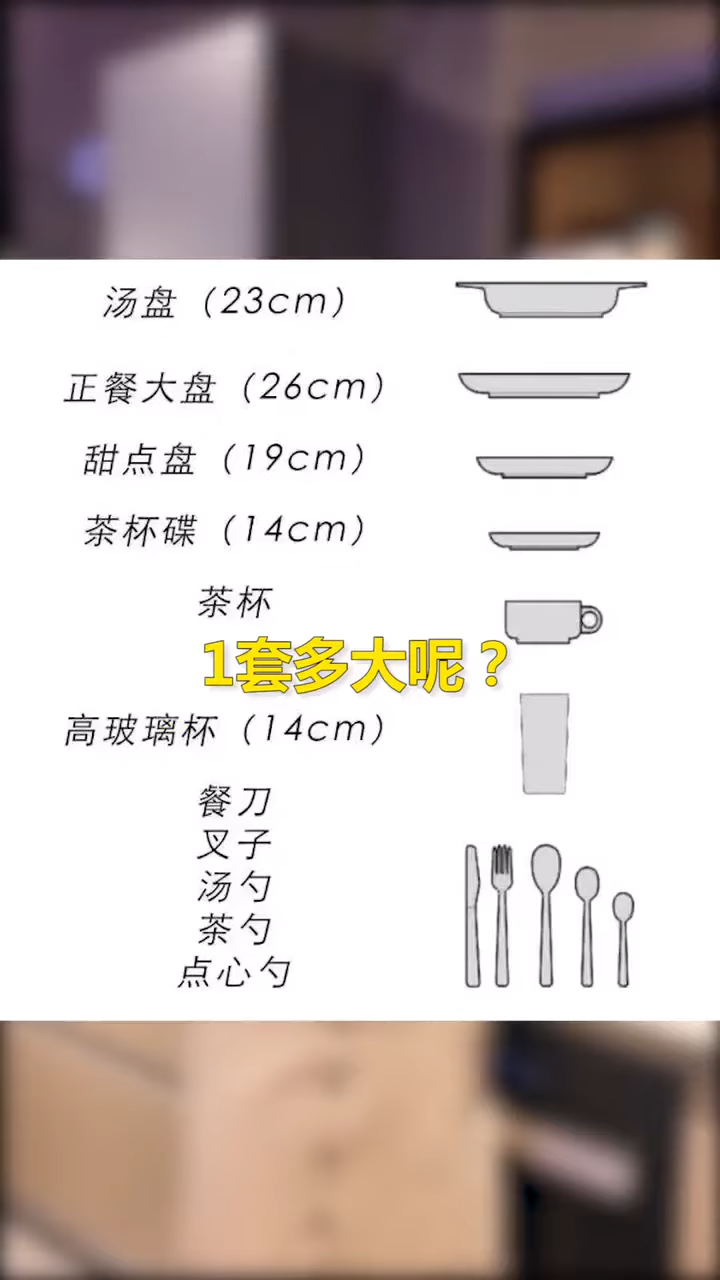 汤盘（23cm）
正餐大盘（26cm）
甜点盘（19cm）
茶杯碟（14cm）
茶杯
1套多大呢？
高玻璃杯（14cm）
餐刀
叉子
汤勺
茶勺
点心勺